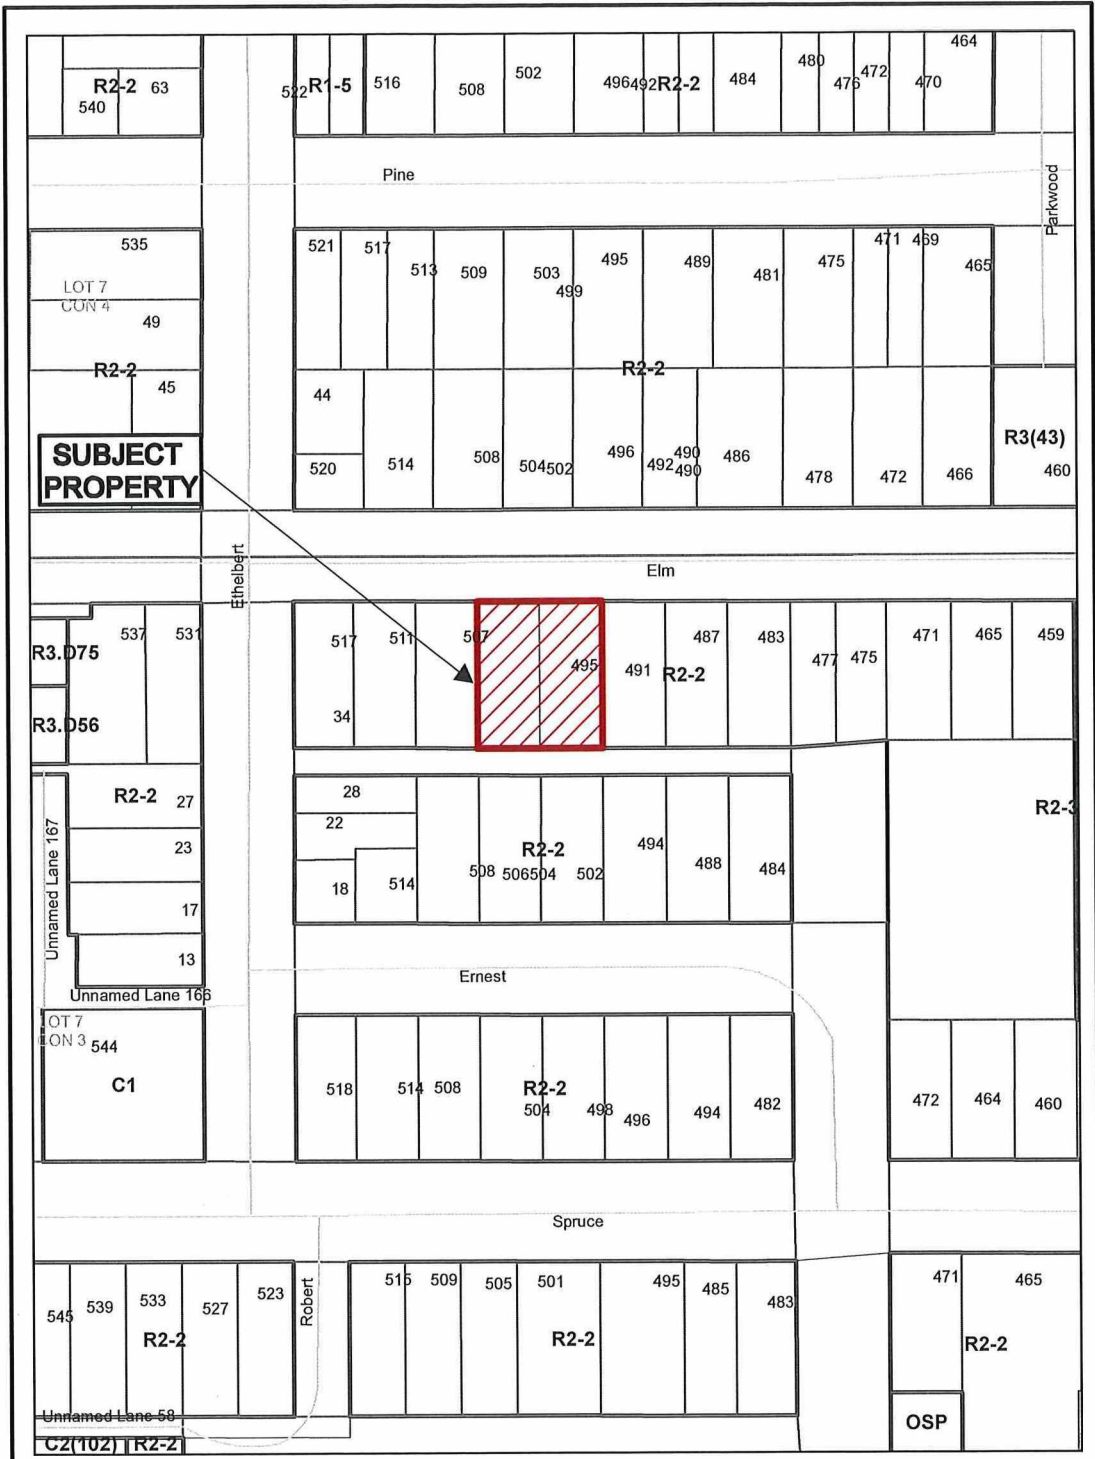 464
R2-2 63
540
522 R1-5 516 508 502 496 492 R2-2 484 480 476 472 470
Pine
Parkwood
535
LOT 7
CON 4
49
R2-2
45
521 517 513 509 503 499 495 489 481 475 471 469 465
R2-2
44
520 514 508 504 502 496 492 490 490 486 478 472 466
R3(43)
460
SUBJECT
PROPERTY
Ethelbert
Elm
R3.D75
R3.D56
537 531
517 511 507 495 491 R2-2 487 483 477 475 471 465 459
34
R2-2 27
23
17
13
Unnamed Lane 167
Unnamed Lane 166
28
22
18 514 508 506 504 502 494 488 484
R2-2
R2-3
Ernest
OT 7
CON 3 544
C1
518 514 508 R2-2 504 498 496 494 482
472 464 460
Spruce
Robert
545 539 533 527 523
R2-2
515 509 505 501 495 485 483
R2-2
471 465
R2-2
OSP
Unnamed Lane 58
C2(102) R2-2